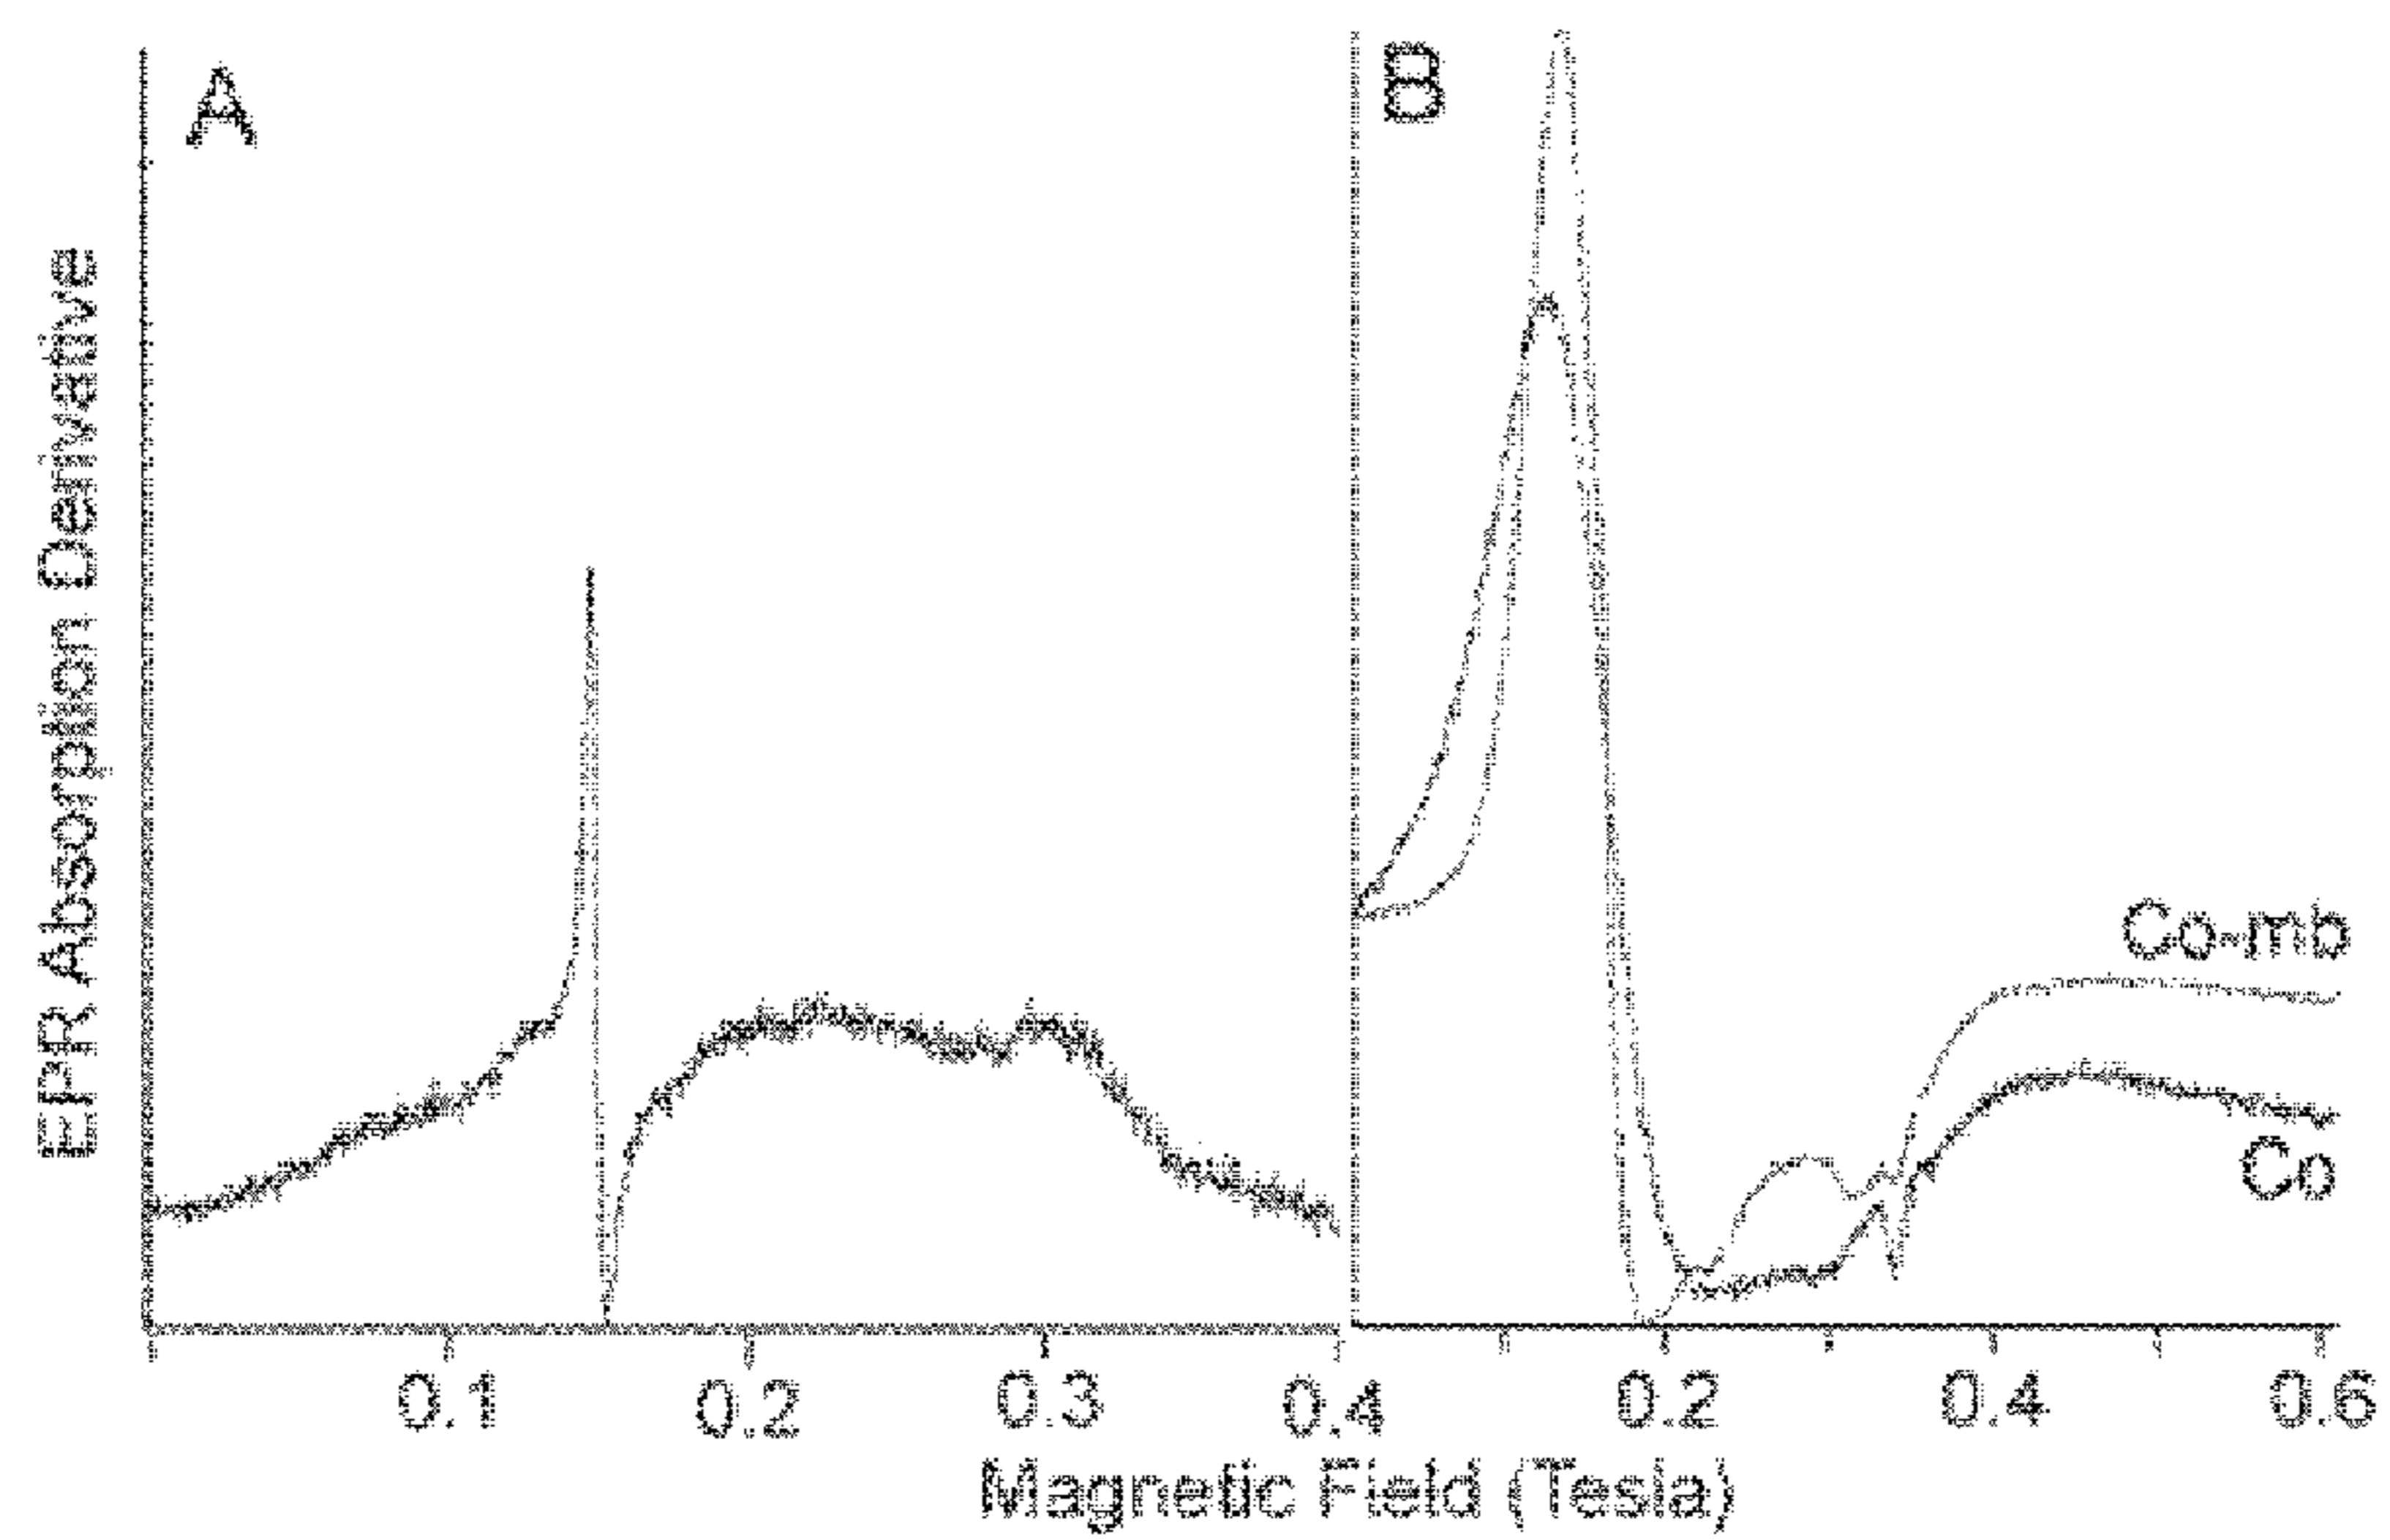 A
B
EPR Absorption Derivative
Co-mb
Co
0.1 0.2 0.3 0.4 0.2 0.4 0.6
Magnetic Field (Tesla)